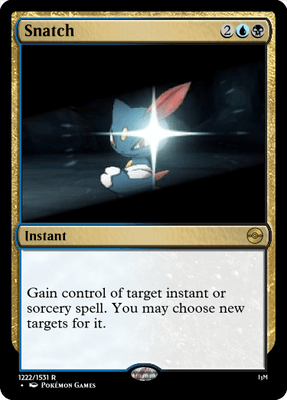 Snatch 2
Instant
Gain control of target instant or
sorcery spell. You may choose new
targets for it.
1222/1531 R
IsM
• POKÉMON GAMES